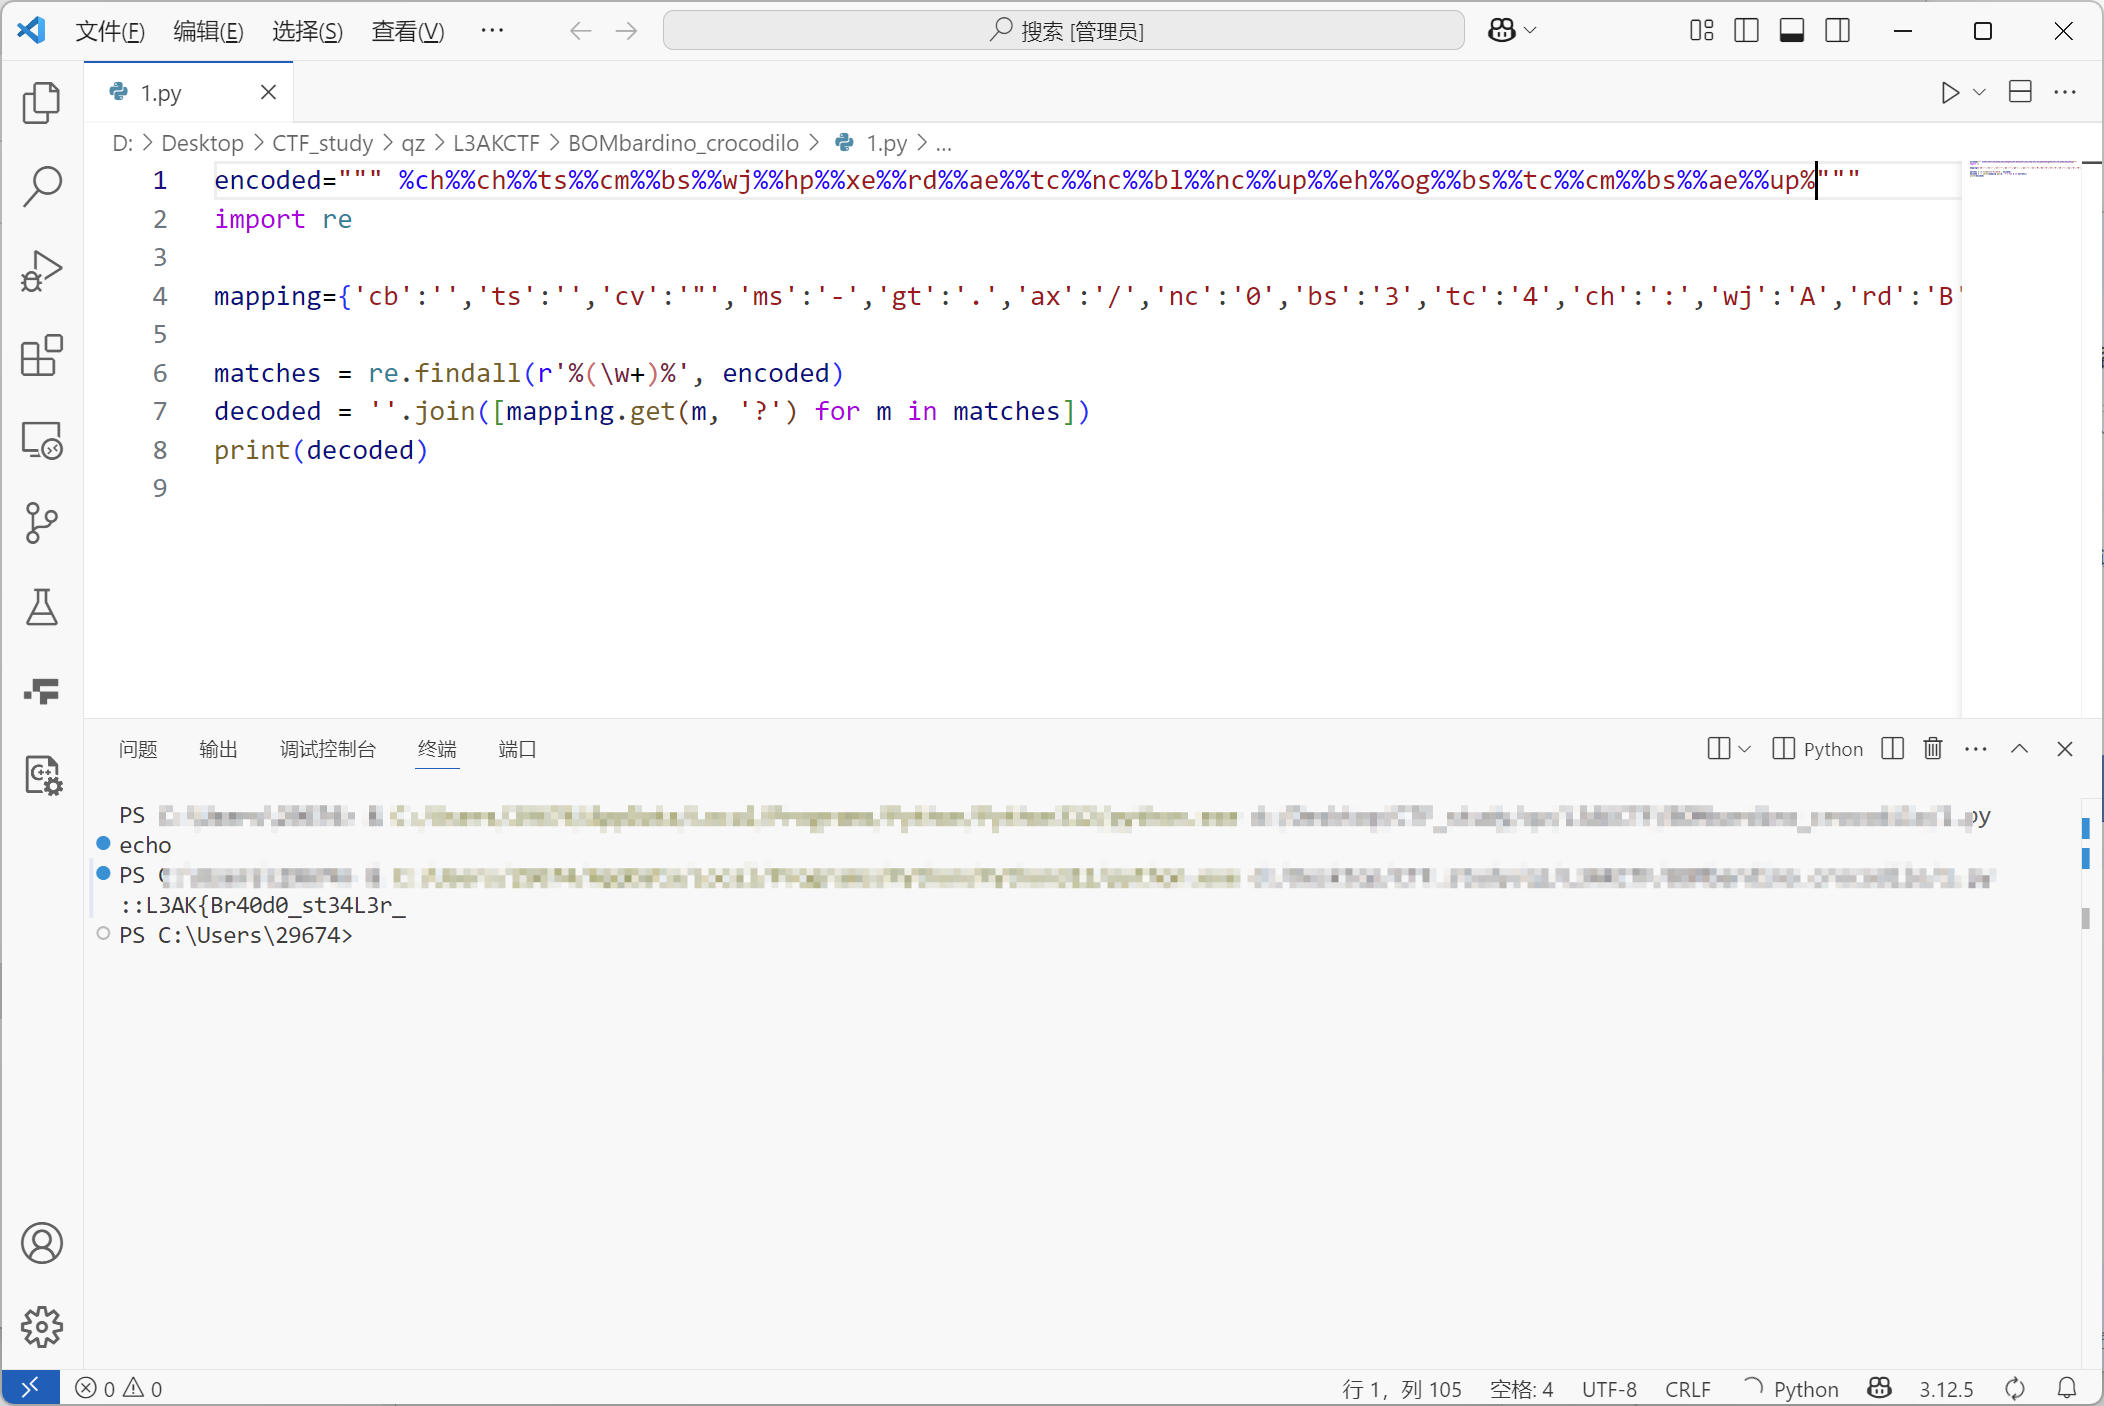 文件(F) 编辑(E) 选择(S) 查看(V) ··· 搜索 [管理员]
1.py
D: > Desktop > CTF_study > qz > L3AKCTF > BOMbardino_crocodilo > 1.py > ...
1 encoded=""" %ch%%ch%%ts%%cm%%bs%%wj%%hp%%xe%%rd%%ae%%tc%%nc%%bl%%nc%%up%%eh%%og%%bs%%tc%%cm%%bs%%ae%%up%"""
2 import re
3
4 mapping={'cb':'','ts':'','cv':'"','ms':'-','gt':'.','ax':'/','nc':'0','bs':'3','tc':'4','ch':':','wj':'A','rd':'B'
5
6 matches = re.findall(r'%(\w+)%', encoded)
7 decoded = ''.join([mapping.get(m, '?') for m in matches])
8 print(decoded)
9
问题 输出 调试控制台 终端 端口 Python
PS
echo
PS
::L3AK{Br40d0_st34L3r_
PS C:\Users\29674>
0 0 行 1，列 105 空格: 4 UTF-8 CRLF Python 3.12.5